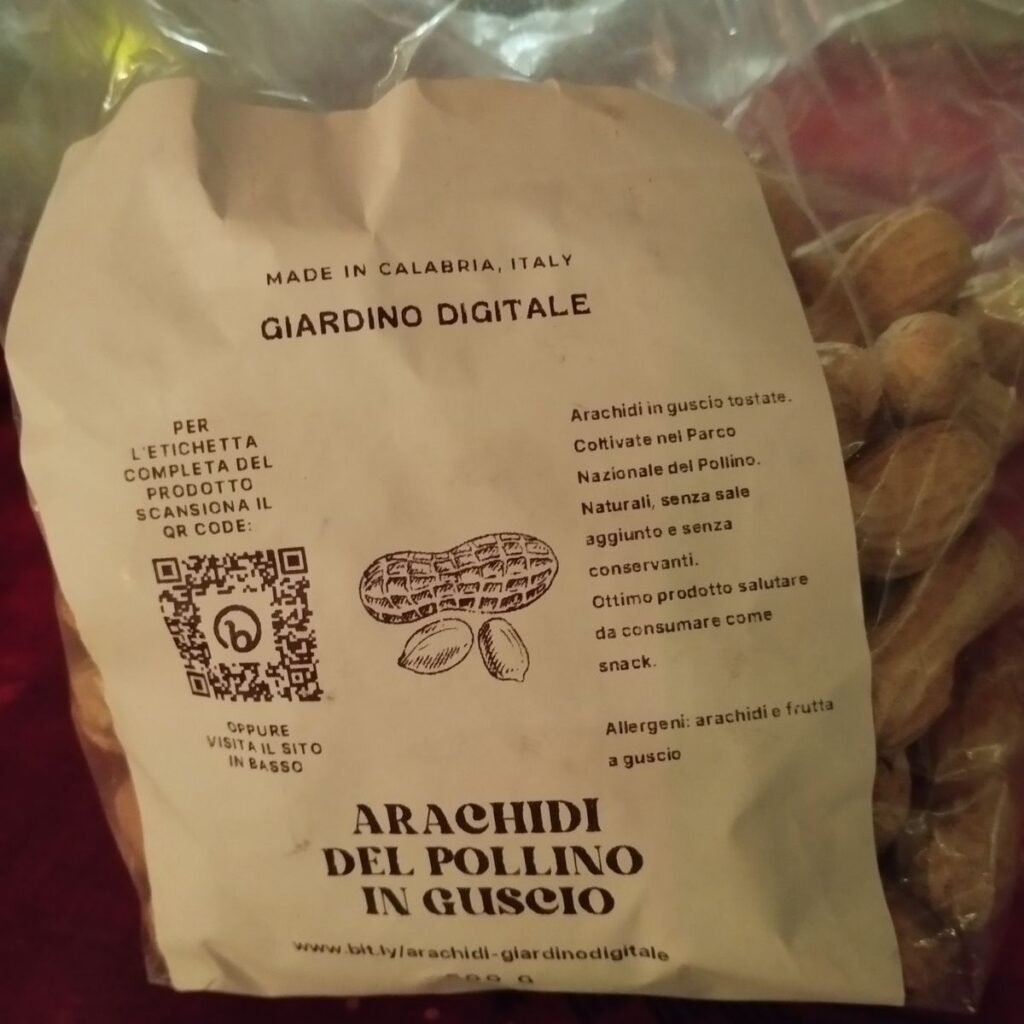 MADE IN CALABRIA, ITALY
GIARDINO DIGITALE
PER
L'ETICHETTA
COMPLETA DEL
PRODOTTO
SCANSIONA IL
QR CODE:
OPPURE
VISITA IL SITO
IN BASSO
Arachidi in guscio tostate.
Coltivate nel Parco
Nazionale del Pollino.
Naturali, senza sale
aggiunto e senza
conservanti.
Ottimo prodotto salutare
da consumare come
snack.
Allergeni: arachidi e frutta
a guscio
ARACHIDI
DEL POLLINO
IN GUSCIO
www.bit.ly/arachidi-giardinodigitale